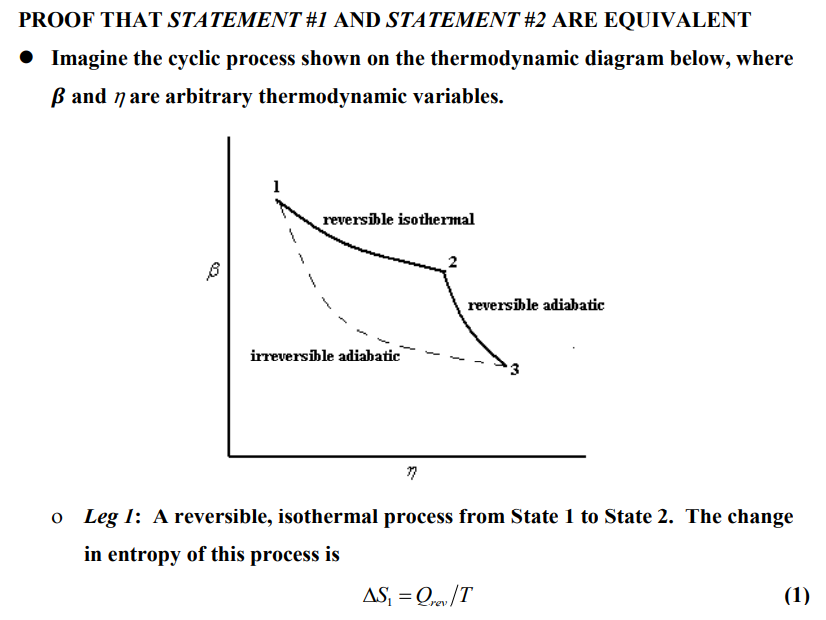 PROOF THAT STATEMENT #1 AND STATEMENT #2 ARE EQUIVALENT
● Imagine the cyclic process shown on the thermodynamic diagram below, where
β and η are arbitrary thermodynamic variables.
1
reversible isothermal
2
β
reversible adiabatic
irreversible adiabatic
3
η
o Leg 1: A reversible, isothermal process from State 1 to State 2. The change
in entropy of this process is
ΔS₁ = Qᵣₑᵥ/T (1)